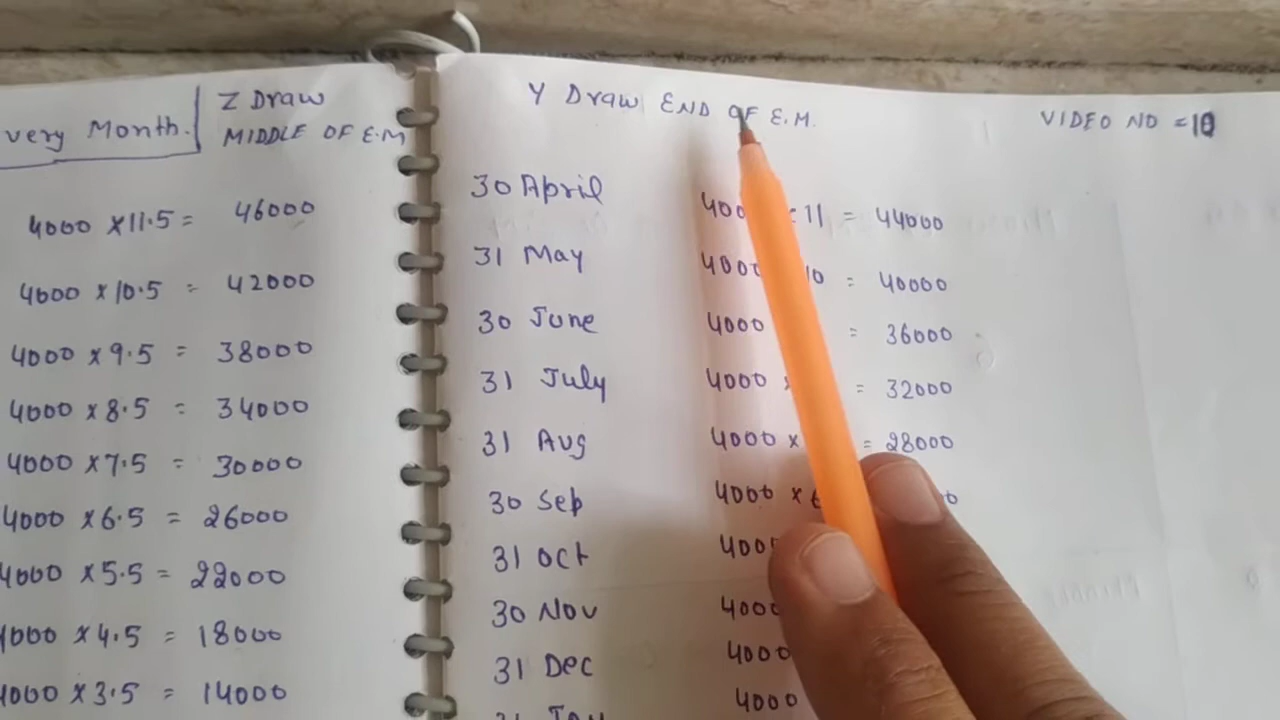 very Month.
Z Draw
MIDDLE OF E.M
4000 × 11.5 = 46000
4000 × 10.5 = 42000
4000 × 9.5 = 38000
4000 × 8.5 = 34000
4000 × 7.5 = 30000
4000 × 6.5 = 26000
4000 × 5.5 = 22000
4000 × 4.5 = 18000
4000 × 3.5 = 14000
Y Draw END OF E.M.
VIDEO NO = 10
30 April 11 = 44000
31 May 10 = 40000
30 June 4000 = 36000
31 July 4000 × = 32000
31 Aug 4000 × = 28000
30 Sep 4000 ×
31 Oct
30 Nov
31 Dec 4000
4000